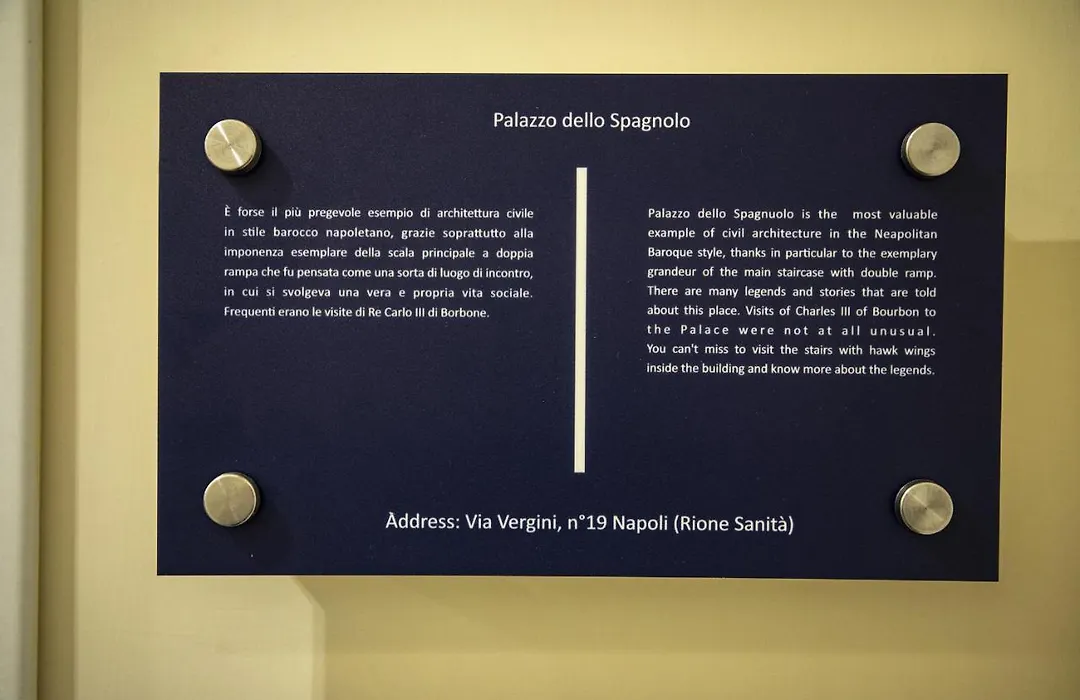 Palazzo dello Spagnolo
È forse il più pregevole esempio di architettura civile
in stile barocco napoletano, grazie soprattutto alla
imponenza esemplare della scala principale a doppia
rampa che fu pensata come una sorta di luogo di incontro,
in cui si svolgeva una vera e propria vita sociale.
Frequenti erano le visite di Re Carlo III di Borbone.
Palazzo dello Spagnuolo is the most valuable
example of civil architecture in the Neapolitan
Baroque style, thanks in particular to the exemplary
grandeur of the main staircase with double ramp.
There are many legends and stories that are told
about this place. Visits of Charles III of Bourbon to
the Palace were not at all unusual.
You can't miss to visit the stairs with hawk wings
inside the building and know more about the legends.
Address: Via Vergini, n°19 Napoli (Rione Sanità)